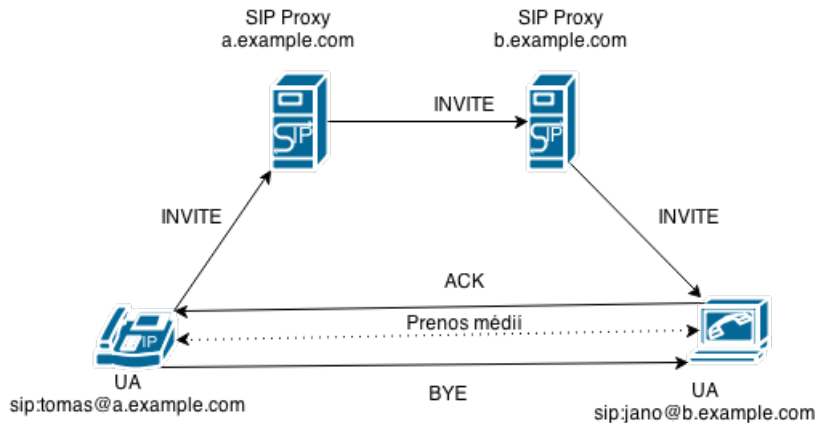 SIP Proxy
a.example.com
SIP Proxy
b.example.com
SIP
INVITE
SIP
INVITE
INVITE
ACK
Prenos médií
IP
UA
sip:tomas@a.example.com
BYE
UA
sip:jano@b.example.com